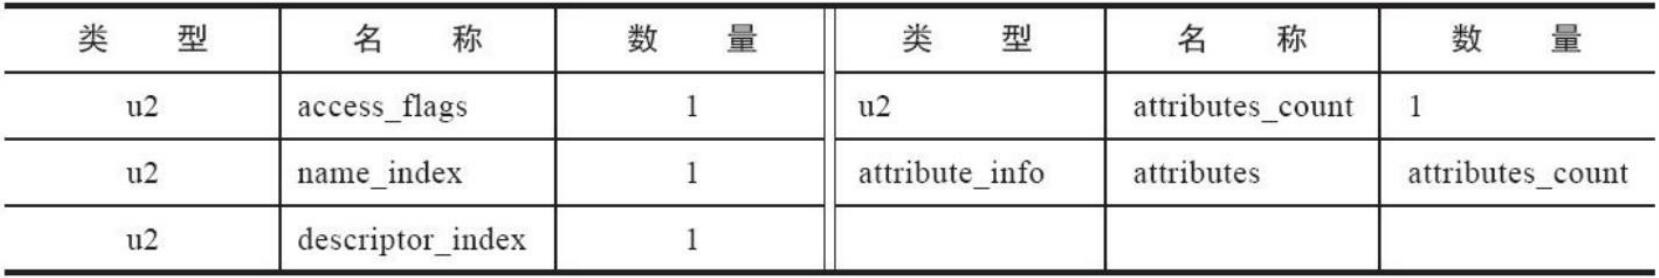 类 型 名 称 数 量 类 型 名 称 数 量
u2 access_flags 1 u2 attributes_count 1
u2 name_index 1 attribute_info attributes attributes_count
u2 descriptor_index 1